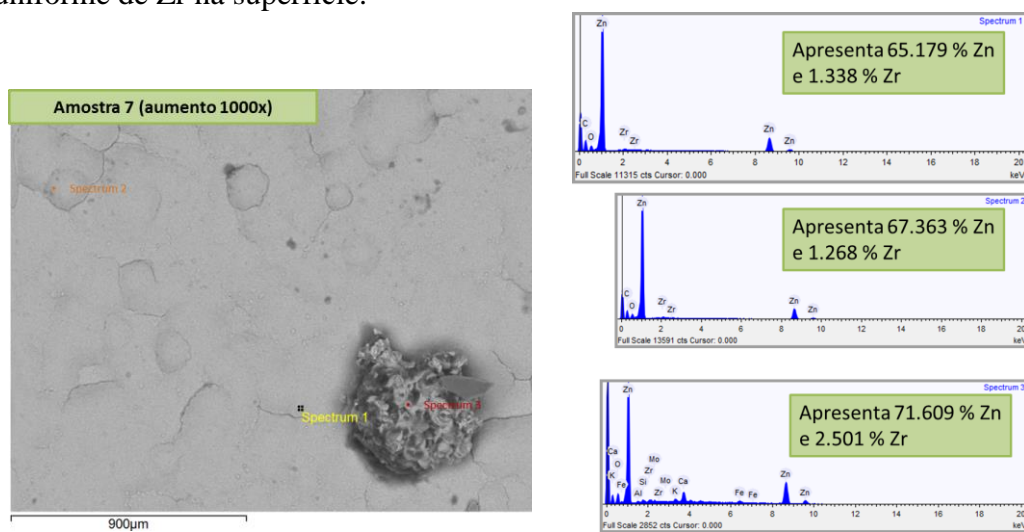 uniforme de Zr na superfície.
Amostra 7 (aumento 1000x)
Spectrum 2
Spectrum 1
Spectrum 3
900µm
Spectrum 1
Apresenta 65.179 % Zn
e 1.338 % Zr
Zn
C
O
Zr
Zr
Zn
Zn
0 2 4 6 8 10 12 14 16 18 20
Full Scale 11315 cts Cursor: 0.000
keV
Spectrum 2
Apresenta 67.363 % Zn
e 1.268 % Zr
Zn
C
O
Zr
Zr
Zn
Zn
0 2 4 6 8 10 12 14 16 18 20
Full Scale 13591 cts Cursor: 0.000
keV
Spectrum 3
Apresenta 71.609 % Zn
e 2.501 % Zr
Zn
Ca
O
K
Fe
Al
Si
Zr
Mo
Zr
Mo
K
Ca
Fe
Fe
Zn
Zn
0 2 4 6 8 10 12 14 16 18 20
Full Scale 2852 cts Cursor: 0.000
keV